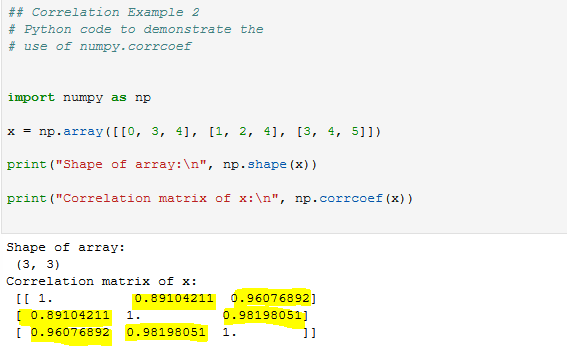 ## Correlation Example 2
# Python code to demonstrate the
# use of numpy.corrcoef
import numpy as np
x = np.array([[0, 3, 4], [1, 2, 4], [3, 4, 5]])
print("Shape of array:\n", np.shape(x))
print("Correlation matrix of x:\n", np.corrcoef(x))
Shape of array:
(3, 3)
Correlation matrix of x:
[[ 1. 0.89104211 0.96076892]
[ 0.89104211 1. 0.98198051]
[ 0.96076892 0.98198051 1. ]]